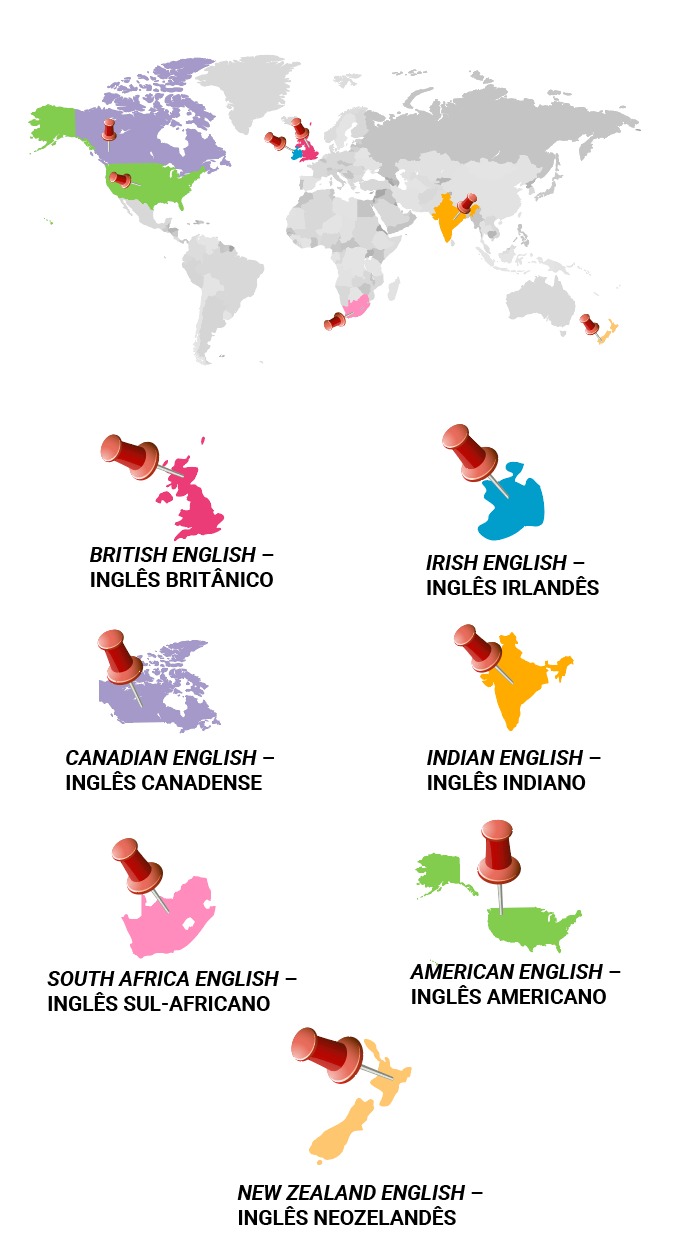 BRITISH ENGLISH –
INGLÊS BRITÂNICO
IRISH ENGLISH –
INGLÊS IRLANDÊS
CANADIAN ENGLISH –
INGLÊS CANADENSE
INDIAN ENGLISH –
INGLÊS INDIANO
SOUTH AFRICA ENGLISH –
INGLÊS SUL-AFRICANO
AMERICAN ENGLISH –
INGLÊS AMERICANO
NEW ZEALAND ENGLISH –
INGLÊS NEOZELANDÊS